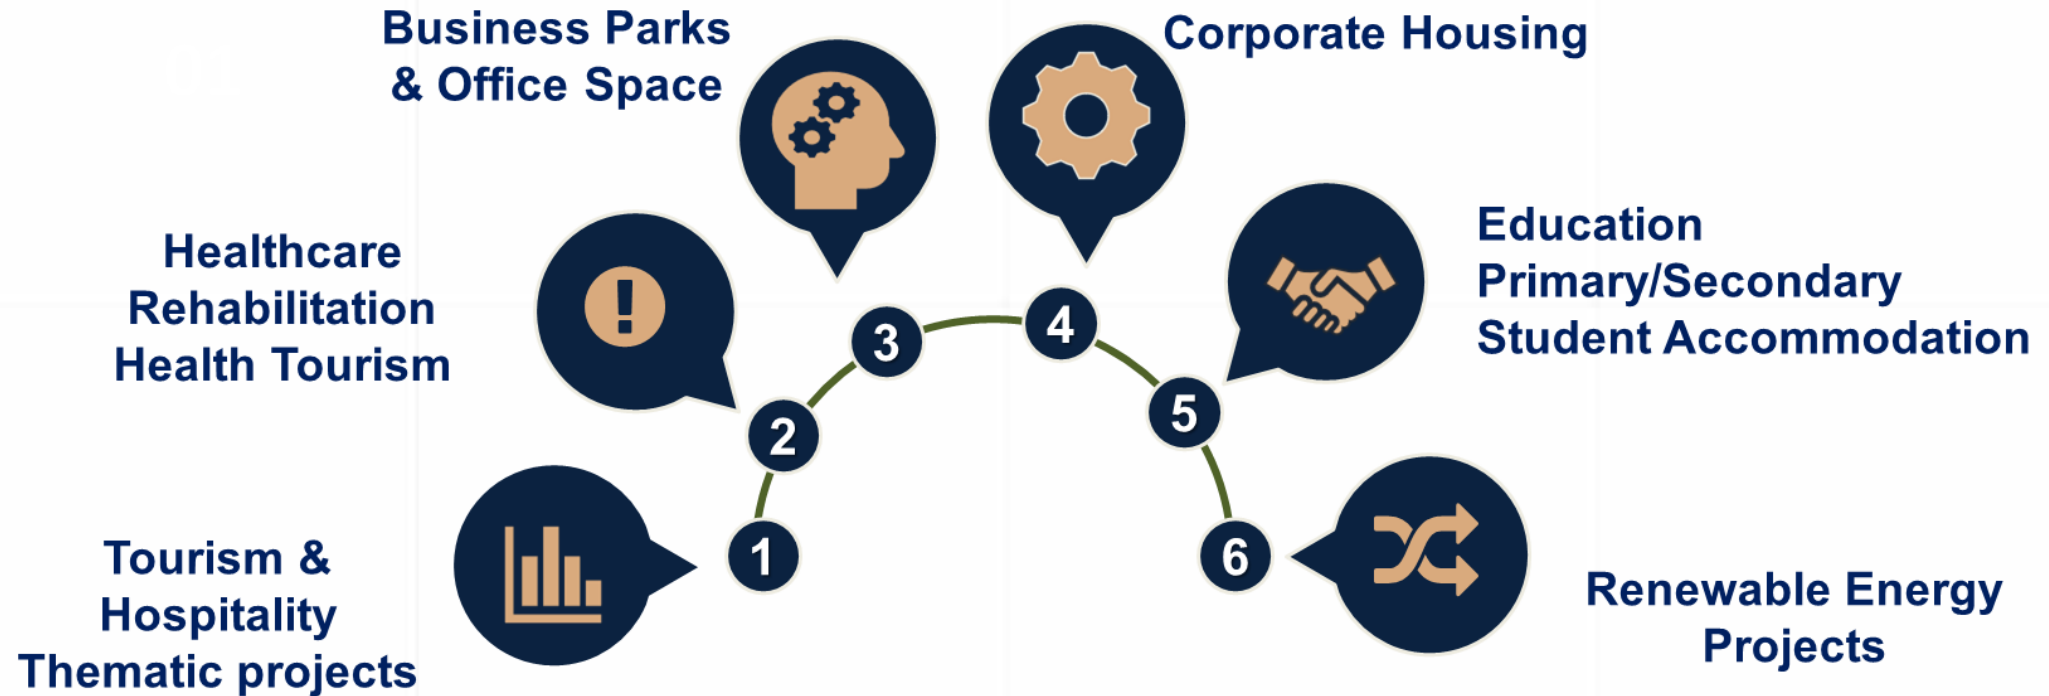 Business Parks
& Office Space
Corporate Housing
Healthcare
Rehabilitation
Health Tourism
Education
Primary/Secondary
Student Accommodation
Tourism &
Hospitality
Thematic projects
Renewable Energy
Projects
1
2
3
4
5
6
!